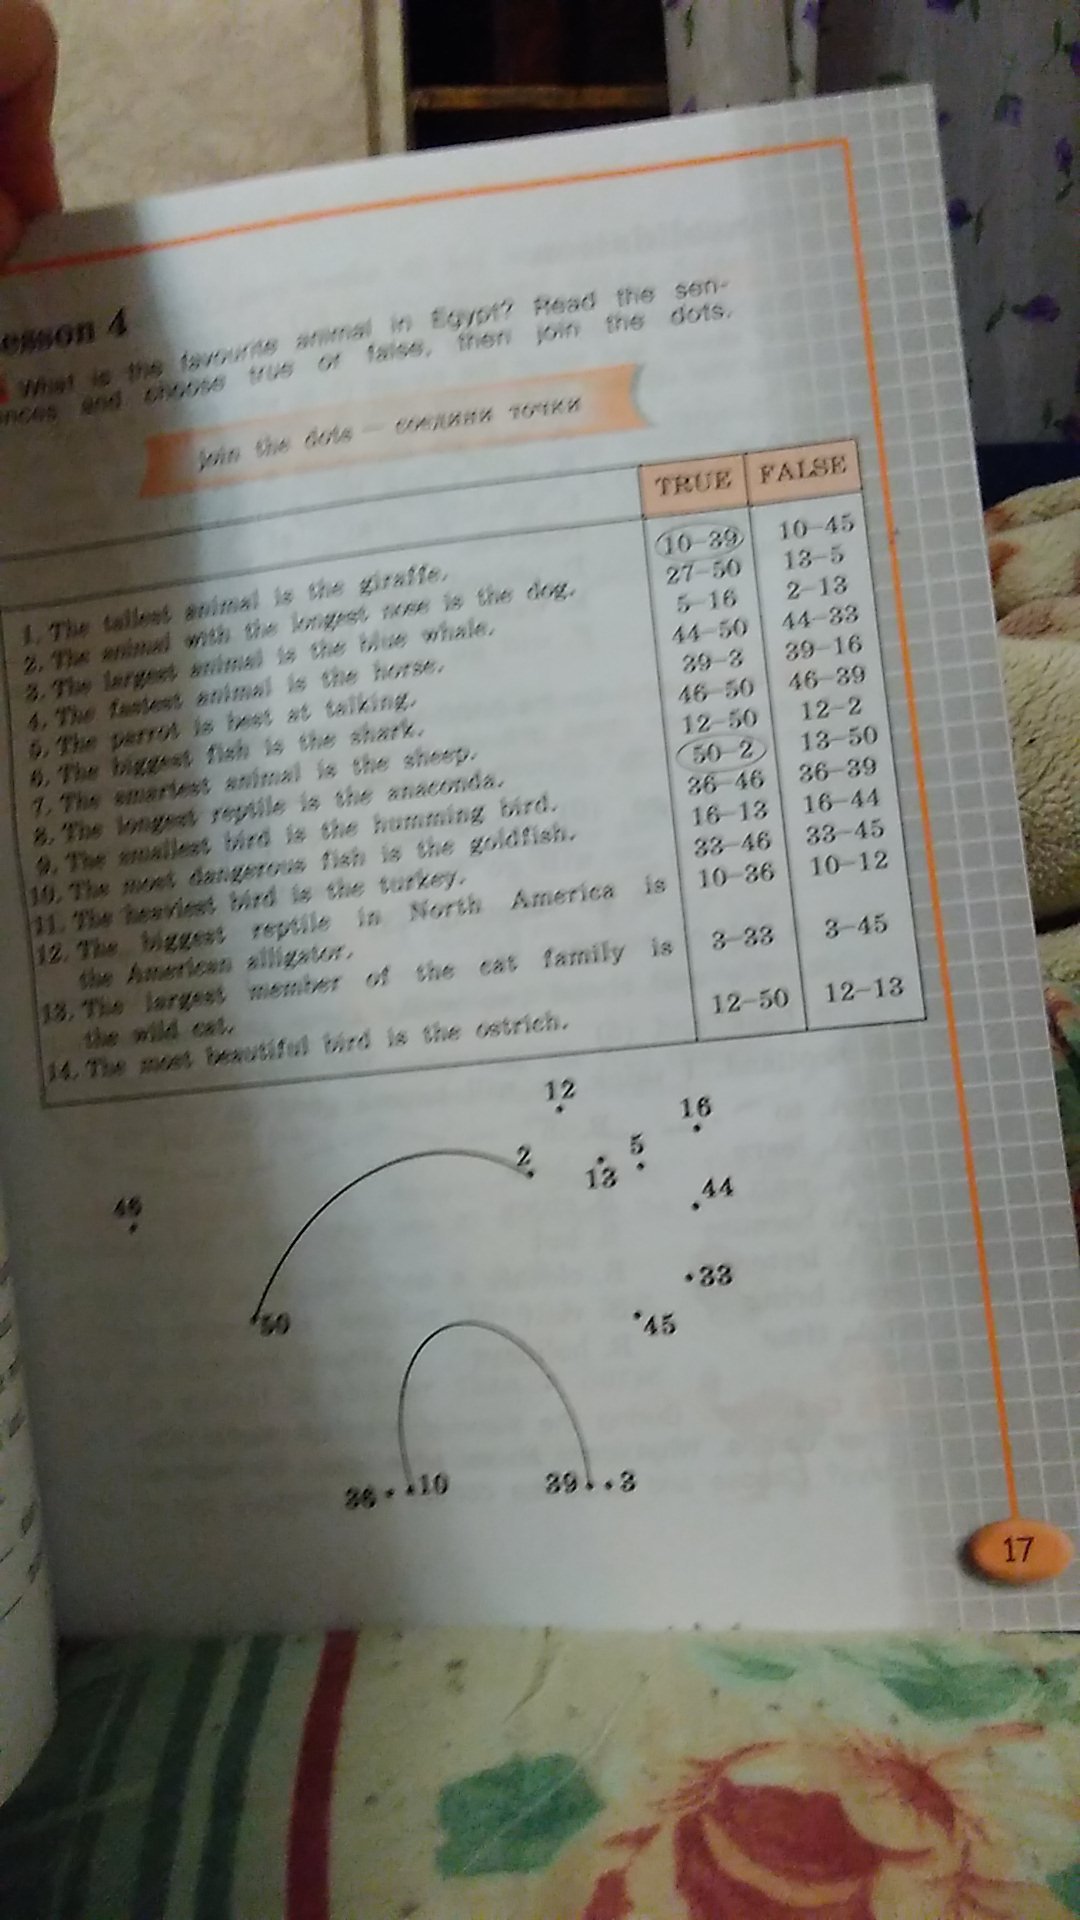 esson 4
What is the favourite animal in Egypt? Read the sen-
nces and choose true or false, then join the dots.
join the dots — соедини точки
TRUE FALSE
1. The tallest animal is the giraffe. 10–39 10–45
2. The animal with the longest nose is the dog. 27–50 13–5
3. The largest animal is the blue whale. 5–16 2–13
4. The fastest animal is the horse. 44–50 44–33
5. The parrot is best at talking. 39–3 39–16
6. The biggest fish is the shark. 46–50 46–39
7. The smartest animal is the sheep. 12–50 12–2
8. The longest reptile is the anaconda. 50–2 13–50
9. The smallest bird is the humming bird. 36–46 36–39
10. The most dangerous fish is the goldfish. 16–13 16–44
11. The heaviest bird is the turkey. 33–46 33–45
12. The biggest reptile in North America is 10–36 10–12
the American alligator.
13. The largest member of the cat family is 3–33 3–45
the wild cat.
14. The most beautiful bird is the ostrich. 12–50 12–13
12
16
2
5
13
44
46
33
50
45
36
10
39
3
17